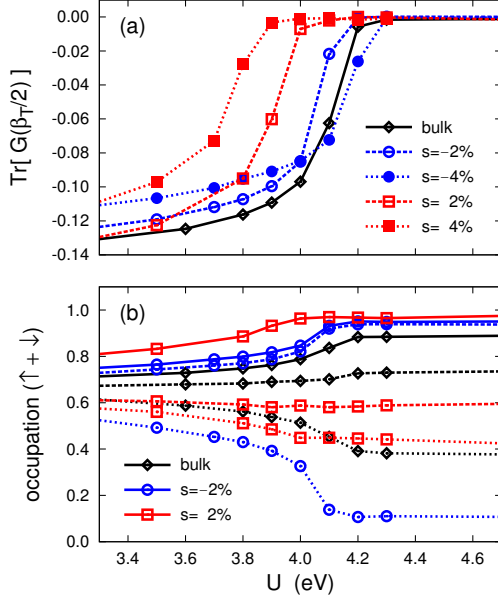 (a)
Tr[ G(β_T/2) ]
0.00
-0.02
-0.04
-0.06
-0.08
-0.10
-0.12
-0.14
bulk
s=−2%
s=−4%
s= 2%
s= 4%
(b)
occupation (↑ + ↓)
1.0
0.8
0.6
0.4
0.2
0.0
bulk
s=−2%
s= 2%
3.4 3.6 3.8 4.0 4.2 4.4 4.6
U (eV)